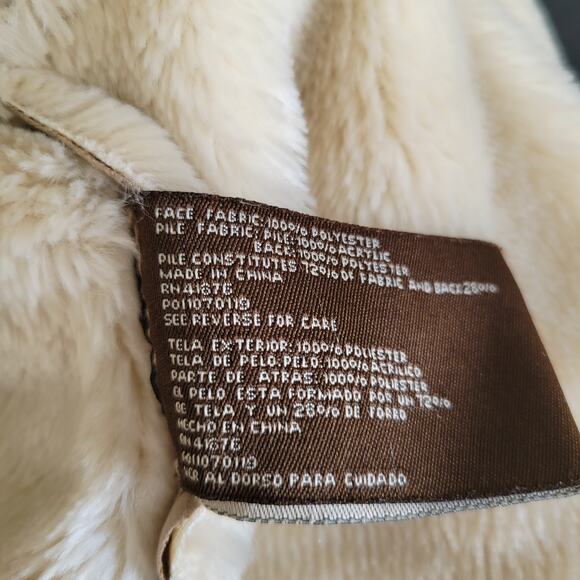 FACE FABRIC: 100% POLYESTER
PILE FABRIC, PILE: 100% ACRYLIC
BACK: 100% POLYESTER
PILE CONSTITUTES 72% OF FABRIC AND BACK 28%
MADE IN CHINA
RN 41676
PO11070119
SEE REVERSE FOR CARE
TELA EXTERIOR: 100% POLIESTER
TELA DE PELO, PELO: 100% ACRILICO
PARTE DE ATRAS: 100% POLIESTER
EL PELO ESTA FORMADO POR UN 72%
DE TELA Y UN 28% DE FORRO
HECHO EN CHINA
RN 41676
PO11070119
AL DORSO PARA CUIDADO